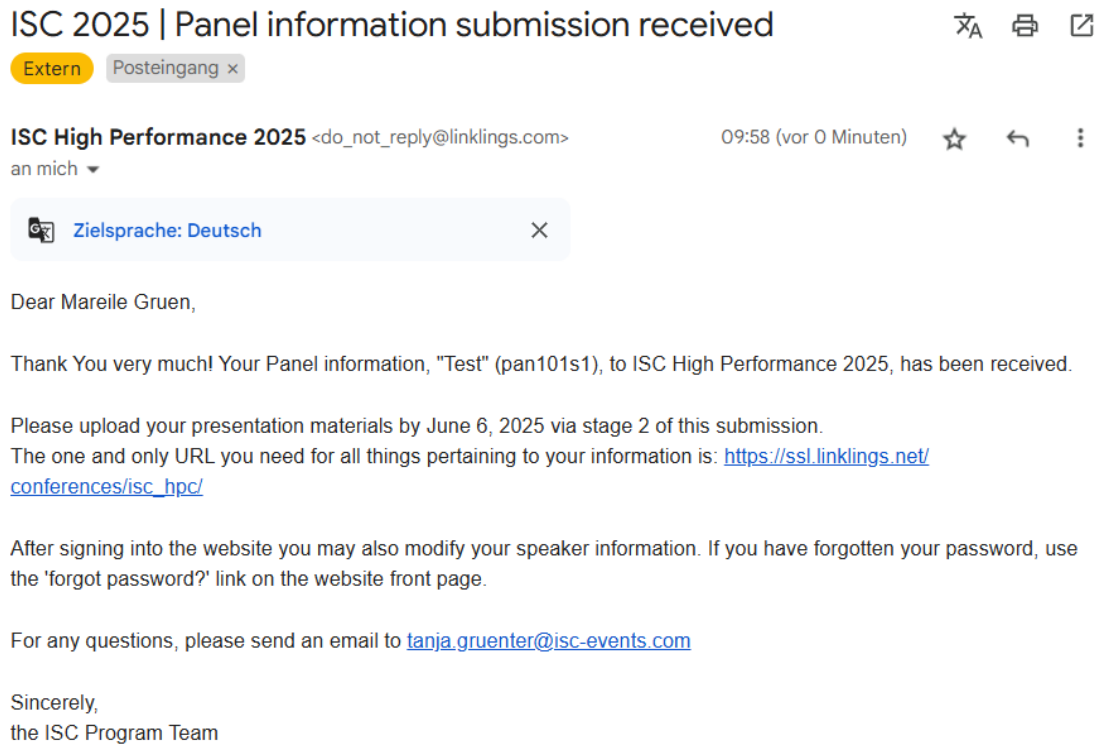 ISC 2025 | Panel information submission received
Extern Posteingang ×
ISC High Performance 2025 <do_not_reply@linklings.com> 09:58 (vor 0 Minuten)
an mich
Zielsprache: Deutsch
Dear Mareile Gruen,
Thank You very much! Your Panel information, "Test" (pan101s1), to ISC High Performance 2025, has been received.
Please upload your presentation materials by June 6, 2025 via stage 2 of this submission.
The one and only URL you need for all things pertaining to your information is: https://ssl.linklings.net/
conferences/isc_hpc/
After signing into the website you may also modify your speaker information. If you have forgotten your password, use
the 'forgot password?' link on the website front page.
For any questions, please send an email to tanja.gruenter@isc-events.com
Sincerely,
the ISC Program Team